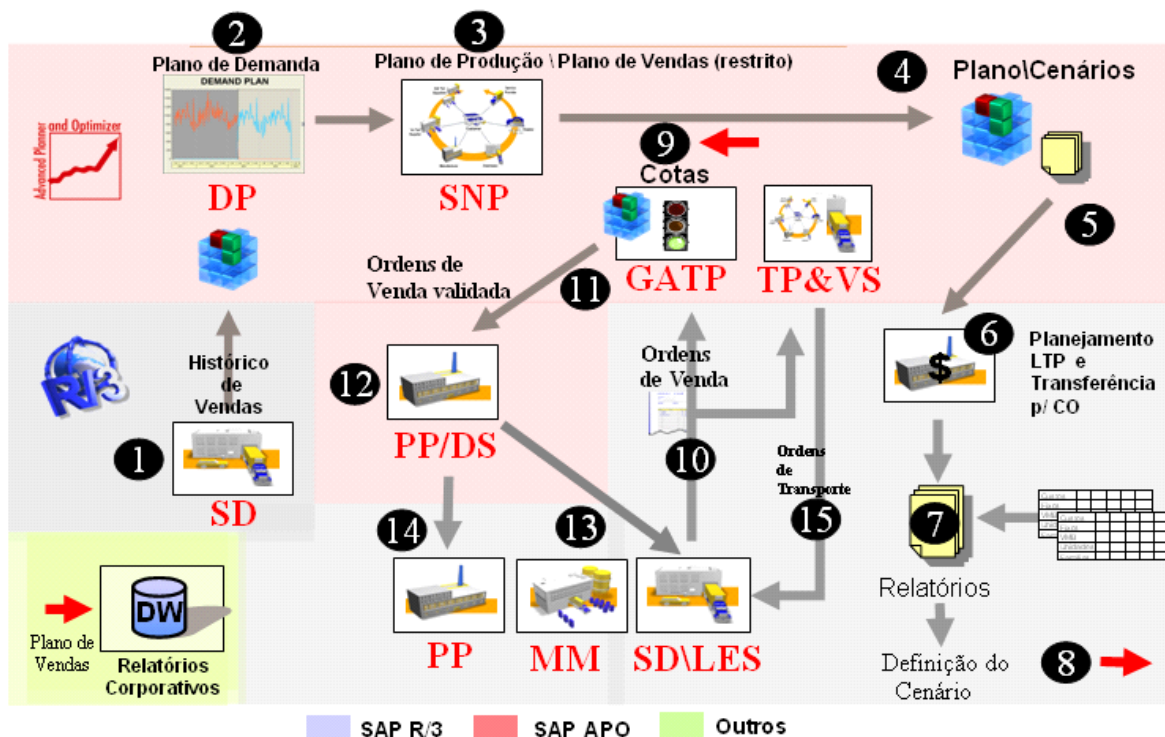 2
Plano de Demanda
DEMAND PLAN
DP
3
Plano de Produção \ Plano de Vendas (restrito)
SNP
4
Plano\Cenários
Advanced Planner
and Optimizer
9
Cotas
GATP
TP&VS
5
Ordens de
Venda validada
11
R/3
Histórico
de
Vendas
1
SD
12
PP/DS
Ordens
de Venda
10
Ordens
de
Transporte
15
$
6
Planejamento
LTP e
Transferência
p/ CO
7
Relatórios
Definição do
Cenário
8
14
PP
13
MM
SD\LES
Plano de
Vendas
DW
Relatórios
Corporativos
SAP R/3
SAP APO
Outros